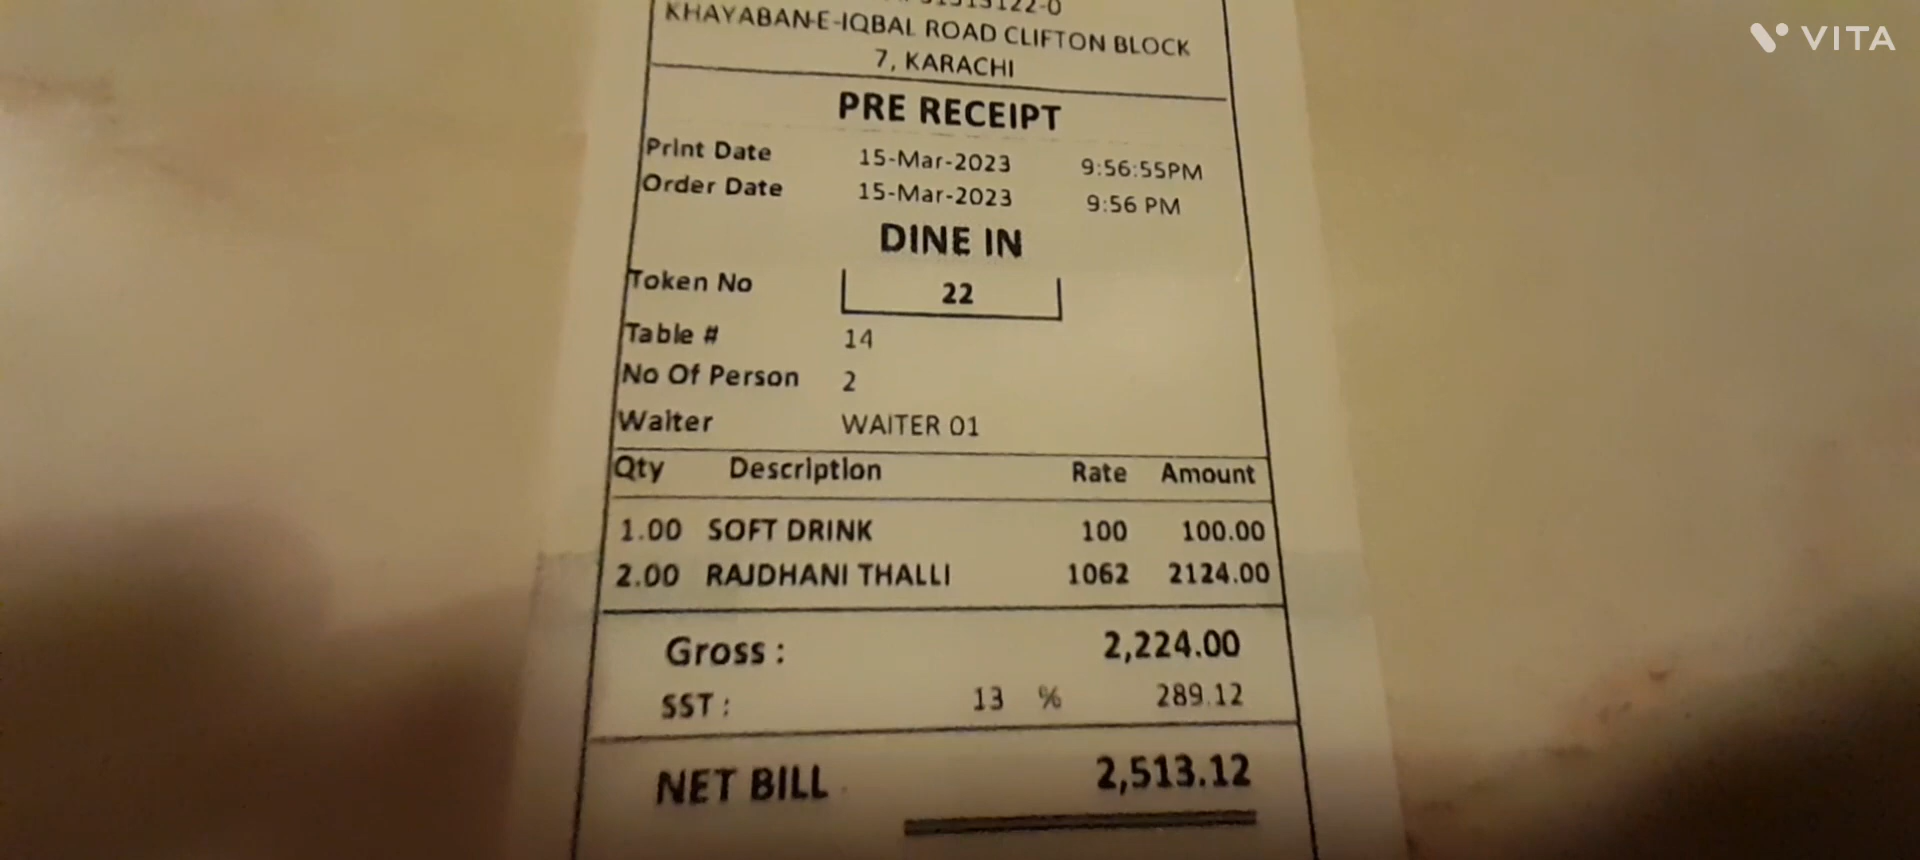 KHAYABAN-E-IQBAL ROAD CLIFTON BLOCK
7, KARACHI
PRE RECEIPT
Print Date 15-Mar-2023 9:56:55PM
Order Date 15-Mar-2023 9:56 PM
DINE IN
Token No 22
Table # 14
No Of Person 2
Waiter WAITER 01
Qty Description Rate Amount
1.00 SOFT DRINK 100 100.00
2.00 RAJDHANI THALLI 1062 2124.00
Gross : 2,224.00
SST : 13 % 289.12
NET BILL 2,513.12
VITA